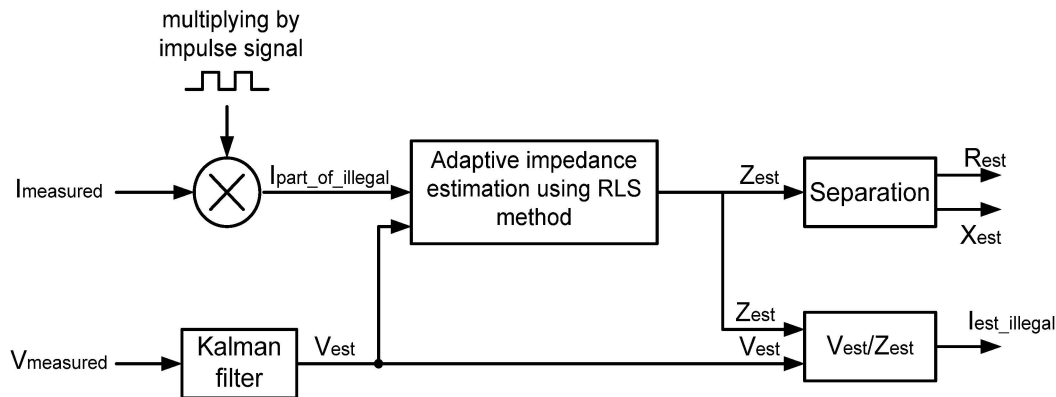 multiplying by
impulse signal
Imeasured
Ipart_of_illegal
Adaptive impedance
estimation using RLS
method
Zest
Separation
Rest
Xest
Vmeasured
Kalman
filter
Vest
Zest
Vest
Vest/Zest
Iest_illegal